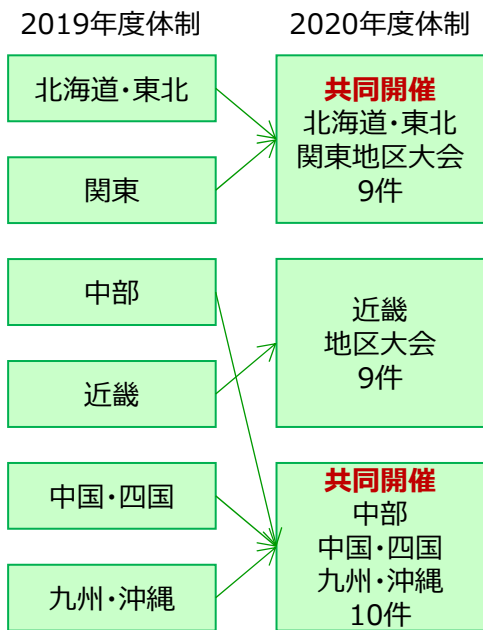 2019年度体制
2020年度体制
北海道・東北
関東
中部
近畿
中国・四国
九州・沖縄
共同開催
北海道・東北
関東地区大会
9件
近畿
地区大会
9件
共同開催
中部
中国・四国
九州・沖縄
10件